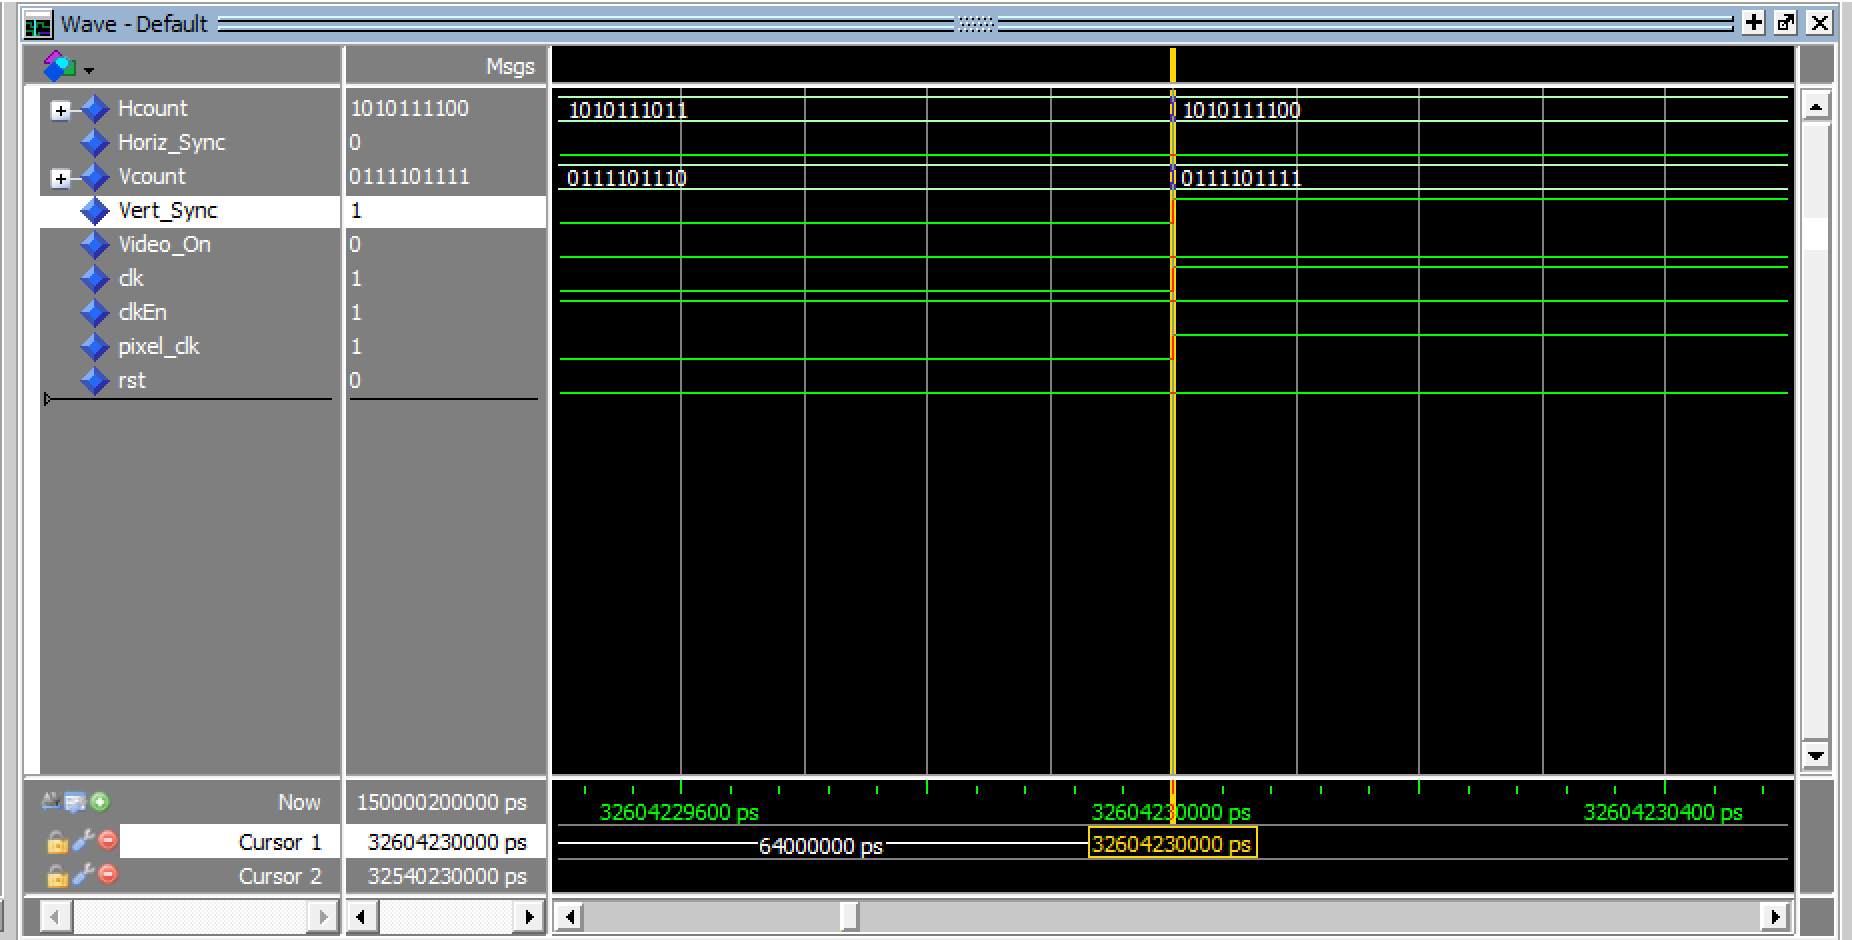 Wave - Default
Msgs
Hcount 1010111100 1010111011 1010111100
Horiz_Sync 0
Vcount 0111101111 0111101110 0111101111
Vert_Sync 1
Video_On 0
clk 1
clkEn 1
pixel_clk 1
rst 0
Now 150000200000 ps 32604229600 ps 32604230000 ps 32604230400 ps
Cursor 1 32604230000 ps 64000000 ps 32604230000 ps
Cursor 2 32540230000 ps